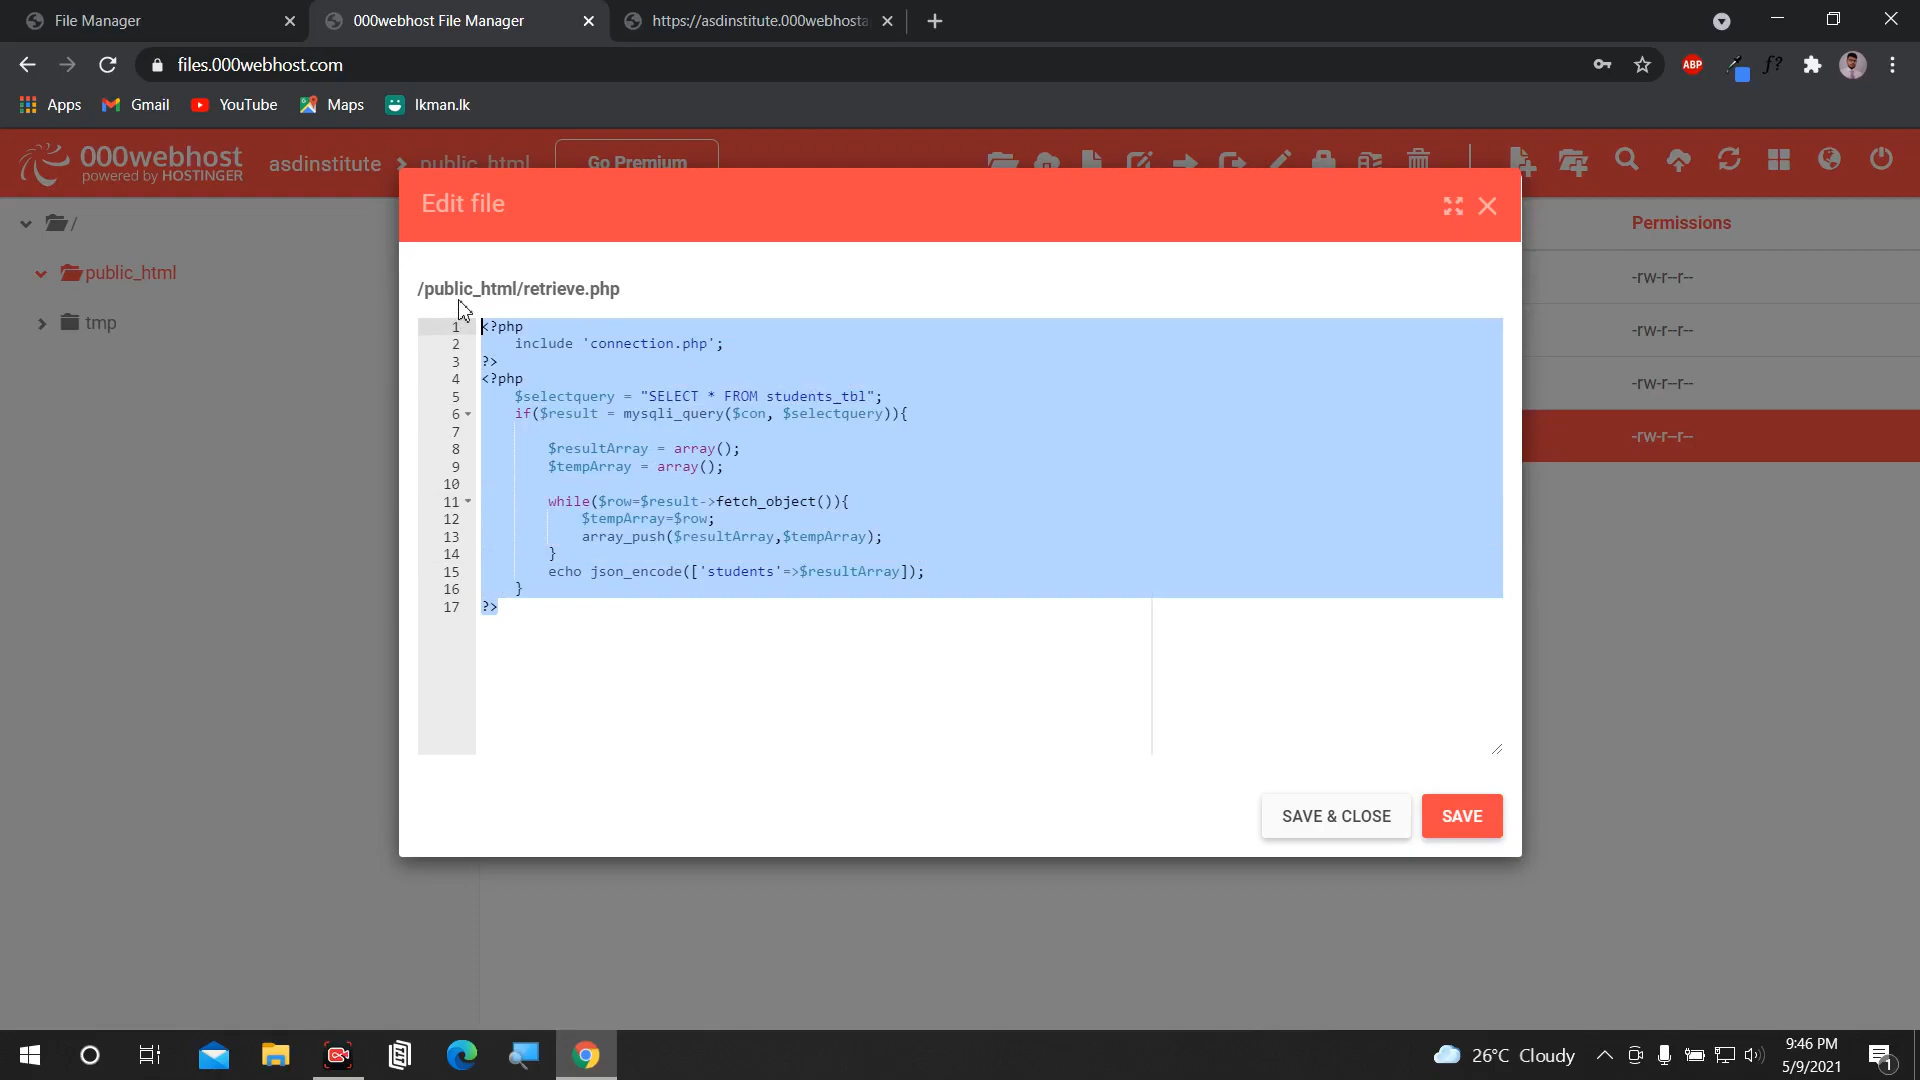 File Manager
000webhost File Manager
https://asdinstitute.000webhosta
files.000webhost.com
ABP
f?
Apps
Gmail
YouTube
Maps
Ikman.lk
000webhost
powered by HOSTINGER
asdinstitute > public_html
Go Premium
/
public_html
tmp
Edit file
Permissions
-rw-r--r--
-rw-r--r--
-rw-r--r--
-rw-r--r--
/public_html/retrieve.php
1 <?php
2 include 'connection.php';
3 ?>
4 <?php
5 $selectquery = "SELECT * FROM students_tbl";
6 if($result = mysqli_query($con, $selectquery)){
7
8 $resultArray = array();
9 $tempArray = array();
10
11 while($row=$result->fetch_object()){
12 $tempArray=$row;
13 array_push($resultArray,$tempArray);
14 }
15 echo json_encode(['students'=>$resultArray]);
16 }
17 ?>
SAVE & CLOSE
SAVE
26°C Cloudy
9:46 PM
5/9/2021
1